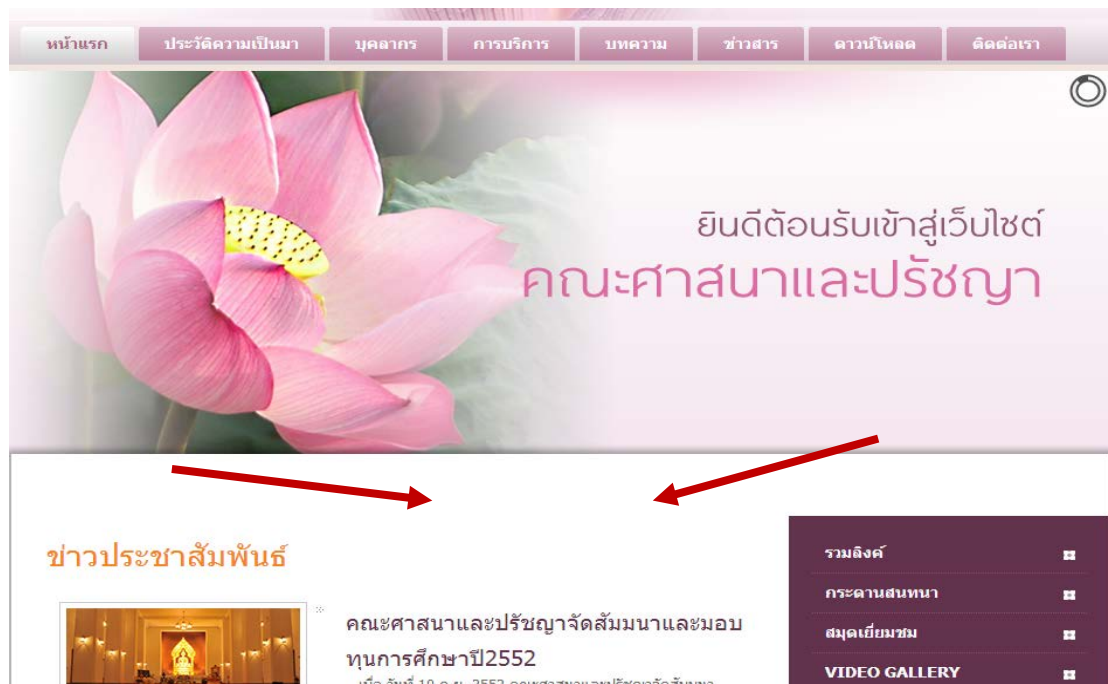 หน้าแรก ประวัติความเป็นมา บุคลากร การบริการ บทความ ข่าวสาร ดาวน์โหลด ติดต่อเรา
ยินดีต้อนรับเข้าสู่เว็บไซต์
คณะศาสนาและปรัชญา
ข่าวประชาสัมพันธ์
คณะศาสนาและปรัชญาจัดสัมมนาและมอบ
ทุนการศึกษาปี2552
รวมลิงค์
กระดานสนทนา
สมุดเยี่ยมชม
VIDEO GALLERY